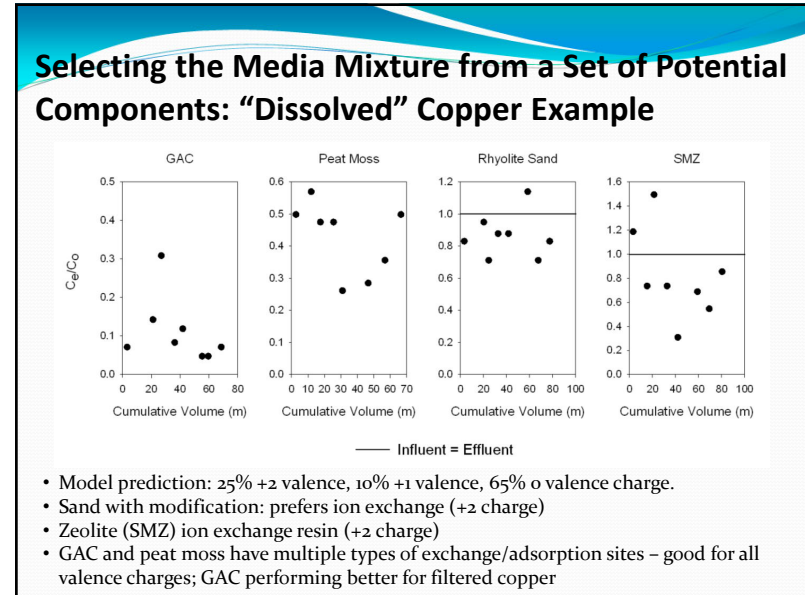 Selecting the Media Mixture from a Set of Potential
Components: “Dissolved” Copper Example
GAC
Peat Moss
Rhyolite Sand
SMZ
Ce/Co
0.5
0.4
0.3
0.2
0.1
0.0
0 20 40 60 80
Cumulative Volume (m)
0.6
0.5
0.4
0.3
0.2
0.1
0.0
0 10 20 30 40 50 60 70
Cumulative Volume (m)
1.2
1.0
0.8
0.6
0.4
0.2
0.0
0 20 40 60 80 100
Cumulative Volume (m)
1.6
1.4
1.2
1.0
0.8
0.6
0.4
0.2
0.0
0 20 40 60 80 100
Cumulative Volume (m)
Influent = Effluent
• Model prediction: 25% +2 valence, 10% +1 valence, 65% 0 valence charge.
• Sand with modification: prefers ion exchange (+2 charge)
• Zeolite (SMZ) ion exchange resin (+2 charge)
• GAC and peat moss have multiple types of exchange/adsorption sites – good for all
valence charges; GAC performing better for filtered copper